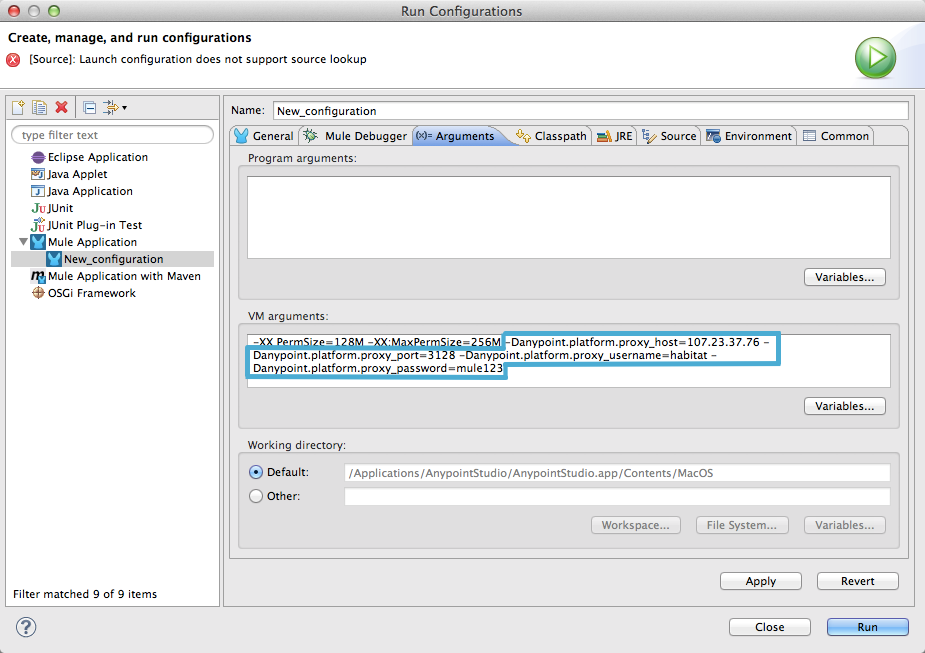 Run Configurations
Create, manage, and run configurations
[Source]: Launch configuration does not support source lookup
type filter text
Eclipse Application
Java Applet
Java Application
JUnit
JUnit Plug-in Test
Mule Application
New_configuration
Mule Application with Maven
OSGi Framework
Filter matched 9 of 9 items
Name: New_configuration
General Mule Debugger (x)= Arguments Classpath JRE Source Environment Common
Program arguments:
Variables...
VM arguments:
-XX PermSize=128M -XX:MaxPermSize=256M -Danypoint.platform.proxy_host=107.23.37.76 -
Danypoint.platform.proxy_port=3128 -Danypoint.platform.proxy_username=habitat -
Danypoint.platform.proxy_password=mule123
Variables...
Working directory:
Default: /Applications/AnypointStudio/AnypointStudio.app/Contents/MacOS
Other:
Workspace... File System... Variables...
Apply Revert
? Close Run